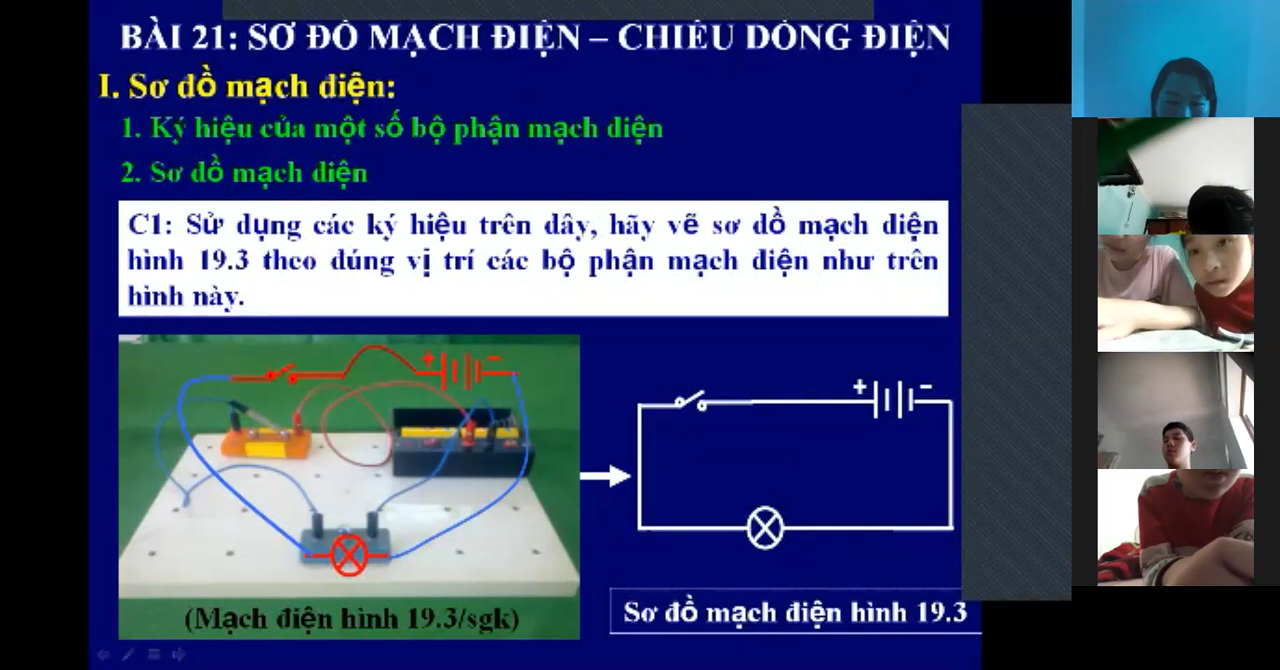 BÀI 21: SƠ ĐỒ MẠCH ĐIỆN – CHIỀU DÒNG ĐIỆN
I. Sơ đồ mạch điện:
1. Ký hiệu của một số bộ phận mạch điện
2. Sơ đồ mạch điện
C1: Sử dụng các ký hiệu trên đây, hãy vẽ sơ đồ mạch điện
hình 19.3 theo đúng vị trí các bộ phận mạch điện như trên
hình này.
+ −
+ −
(Mạch điện hình 19.3/sgk)
Sơ đồ mạch điện hình 19.3